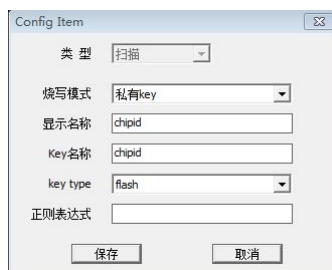 Config Item
类 型 扫描
烧写模式 私有key
显示名称 chipid
Key名称 chipid
key type flash
正则表达式
保存 取消